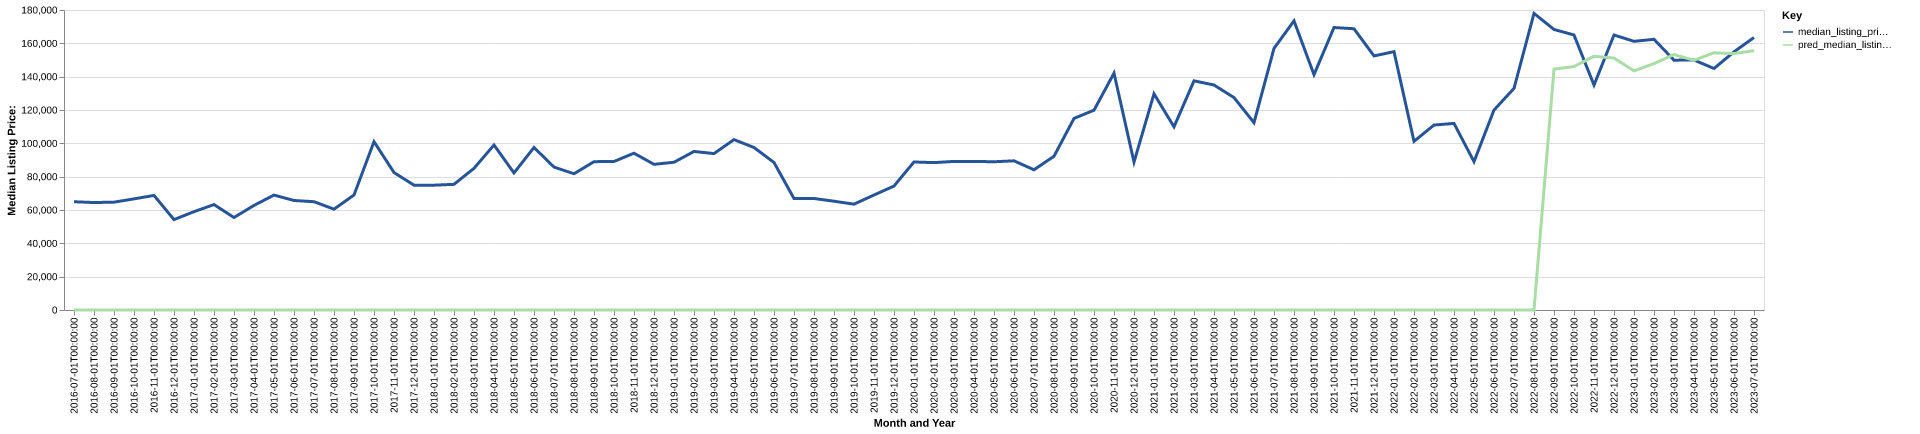 180,000
160,000
140,000
120,000
100,000
80,000
60,000
40,000
20,000
0
Median Listing Price:
2016-07-01T00:00:00
2016-08-01T00:00:00
2016-09-01T00:00:00
2016-10-01T00:00:00
2016-11-01T00:00:00
2016-12-01T00:00:00
2017-01-01T00:00:00
2017-02-01T00:00:00
2017-03-01T00:00:00
2017-04-01T00:00:00
2017-05-01T00:00:00
2017-06-01T00:00:00
2017-07-01T00:00:00
2017-08-01T00:00:00
2017-09-01T00:00:00
2017-10-01T00:00:00
2017-11-01T00:00:00
2017-12-01T00:00:00
2018-01-01T00:00:00
2018-02-01T00:00:00
2018-03-01T00:00:00
2018-04-01T00:00:00
2018-05-01T00:00:00
2018-06-01T00:00:00
2018-07-01T00:00:00
2018-08-01T00:00:00
2018-09-01T00:00:00
2018-10-01T00:00:00
2018-11-01T00:00:00
2018-12-01T00:00:00
2019-01-01T00:00:00
2019-02-01T00:00:00
2019-03-01T00:00:00
2019-04-01T00:00:00
2019-05-01T00:00:00
2019-06-01T00:00:00
2019-07-01T00:00:00
2019-08-01T00:00:00
2019-09-01T00:00:00
2019-10-01T00:00:00
2019-11-01T00:00:00
2019-12-01T00:00:00
2020-01-01T00:00:00
2020-02-01T00:00:00
2020-03-01T00:00:00
2020-04-01T00:00:00
2020-05-01T00:00:00
2020-06-01T00:00:00
2020-07-01T00:00:00
2020-08-01T00:00:00
2020-09-01T00:00:00
2020-10-01T00:00:00
2020-11-01T00:00:00
2020-12-01T00:00:00
2021-01-01T00:00:00
2021-02-01T00:00:00
2021-03-01T00:00:00
2021-04-01T00:00:00
2021-05-01T00:00:00
2021-06-01T00:00:00
2021-07-01T00:00:00
2021-08-01T00:00:00
2021-09-01T00:00:00
2021-10-01T00:00:00
2021-11-01T00:00:00
2021-12-01T00:00:00
2022-01-01T00:00:00
2022-02-01T00:00:00
2022-03-01T00:00:00
2022-04-01T00:00:00
2022-05-01T00:00:00
2022-06-01T00:00:00
2022-07-01T00:00:00
2022-08-01T00:00:00
2022-09-01T00:00:00
2022-10-01T00:00:00
2022-11-01T00:00:00
2022-12-01T00:00:00
2023-01-01T00:00:00
2023-02-01T00:00:00
2023-03-01T00:00:00
2023-04-01T00:00:00
2023-05-01T00:00:00
2023-06-01T00:00:00
2023-07-01T00:00:00
Month and Year
Key
median_listing_pri…
pred_median_listin…